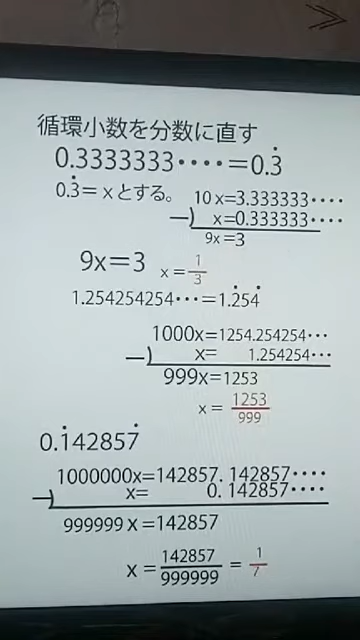 循環小数を分数に直す
0.3333333････=0.3̇
0.3̇= xとする。 10x=3.333333････
―) x=0.333333････
9x=3
9x=3 x=1/3
1.254254254･･･=1.2̇54̇
1000x=1254.254254･･･
―) x= 1.254254･･･
999x=1253
x= 1253/999
0.1̇42857̇
1000000x=142857. 142857････
―) x= 0. 142857････
999999x=142857
x= 142857/999999 = 1/7